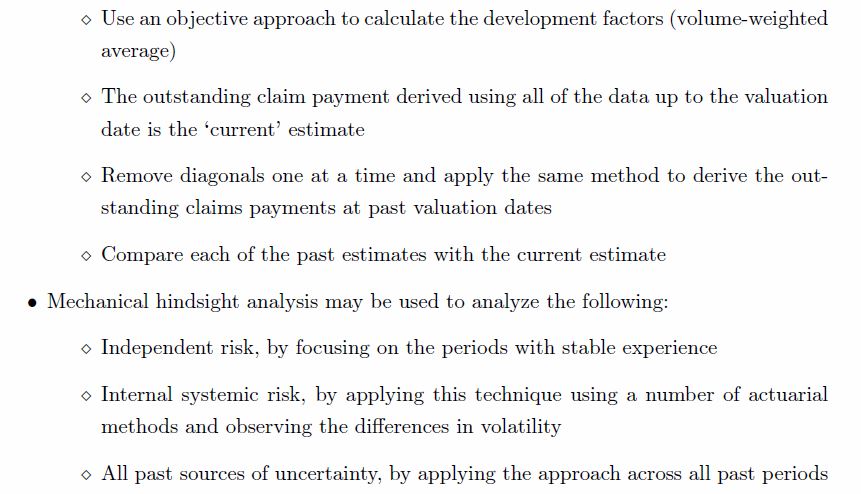 ⋄ Use an objective approach to calculate the development factors (volume-weighted
average)
⋄ The outstanding claim payment derived using all of the data up to the valuation
date is the ‘current’ estimate
⋄ Remove diagonals one at a time and apply the same method to derive the out-
standing claims payments at past valuation dates
⋄ Compare each of the past estimates with the current estimate
• Mechanical hindsight analysis may be used to analyze the following:
⋄ Independent risk, by focusing on the periods with stable experience
⋄ Internal systemic risk, by applying this technique using a number of actuarial
methods and observing the differences in volatility
⋄ All past sources of uncertainty, by applying the approach across all past periods